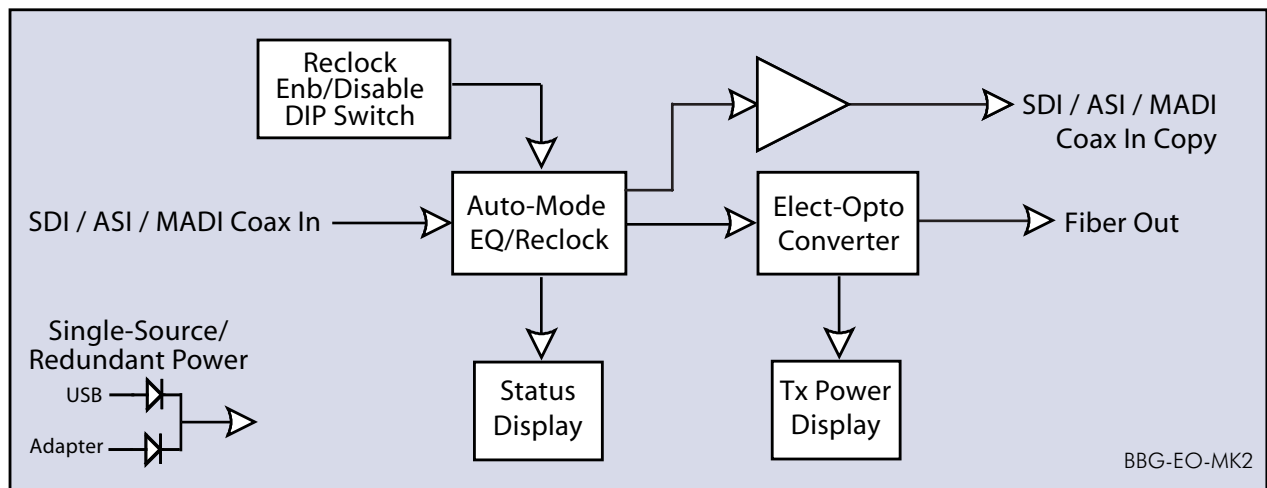 Reclock
Enb/Disable
DIP Switch
SDI / ASI / MADI
Coax In Copy
SDI / ASI / MADI Coax In
Auto-Mode
EQ/Reclock
Elect-Opto
Converter
Fiber Out
Single-Source/
Redundant Power
USB
Adapter
Status
Display
Tx Power
Display
BBG-EO-MK2